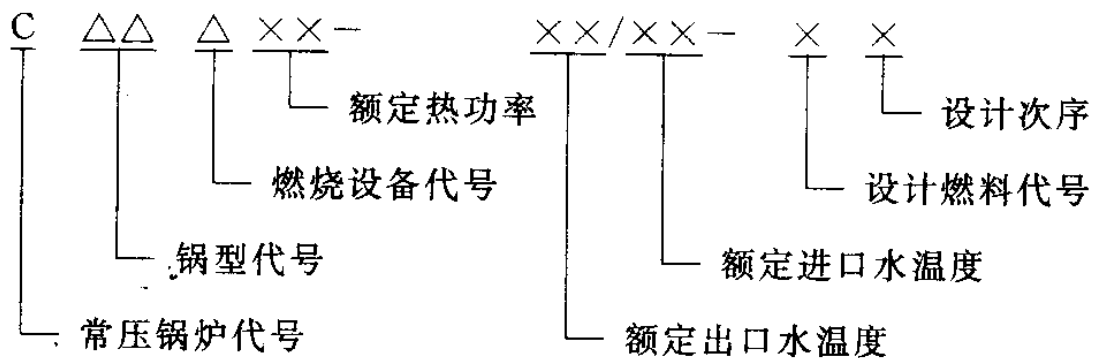 C △△ △ ××- ××/××- × ×
额定热功率
设计次序
燃烧设备代号
设计燃料代号
锅型代号
额定进口水温度
常压锅炉代号
额定出口水温度